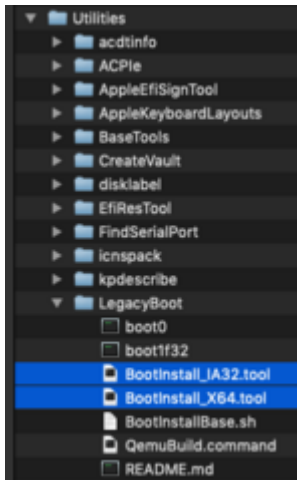 Utilities
acdtinfo
ACPIe
AppleEfiSignTool
AppleKeyboardLayouts
BaseTools
CreateVault
disklabel
EfiResTool
FindSerialPort
icnspack
kpdescribe
LegacyBoot
boot0
boot1f32
BootInstall_IA32.tool
BootInstall_X64.tool
BootInstallBase.sh
QemuBuild.command
README.md